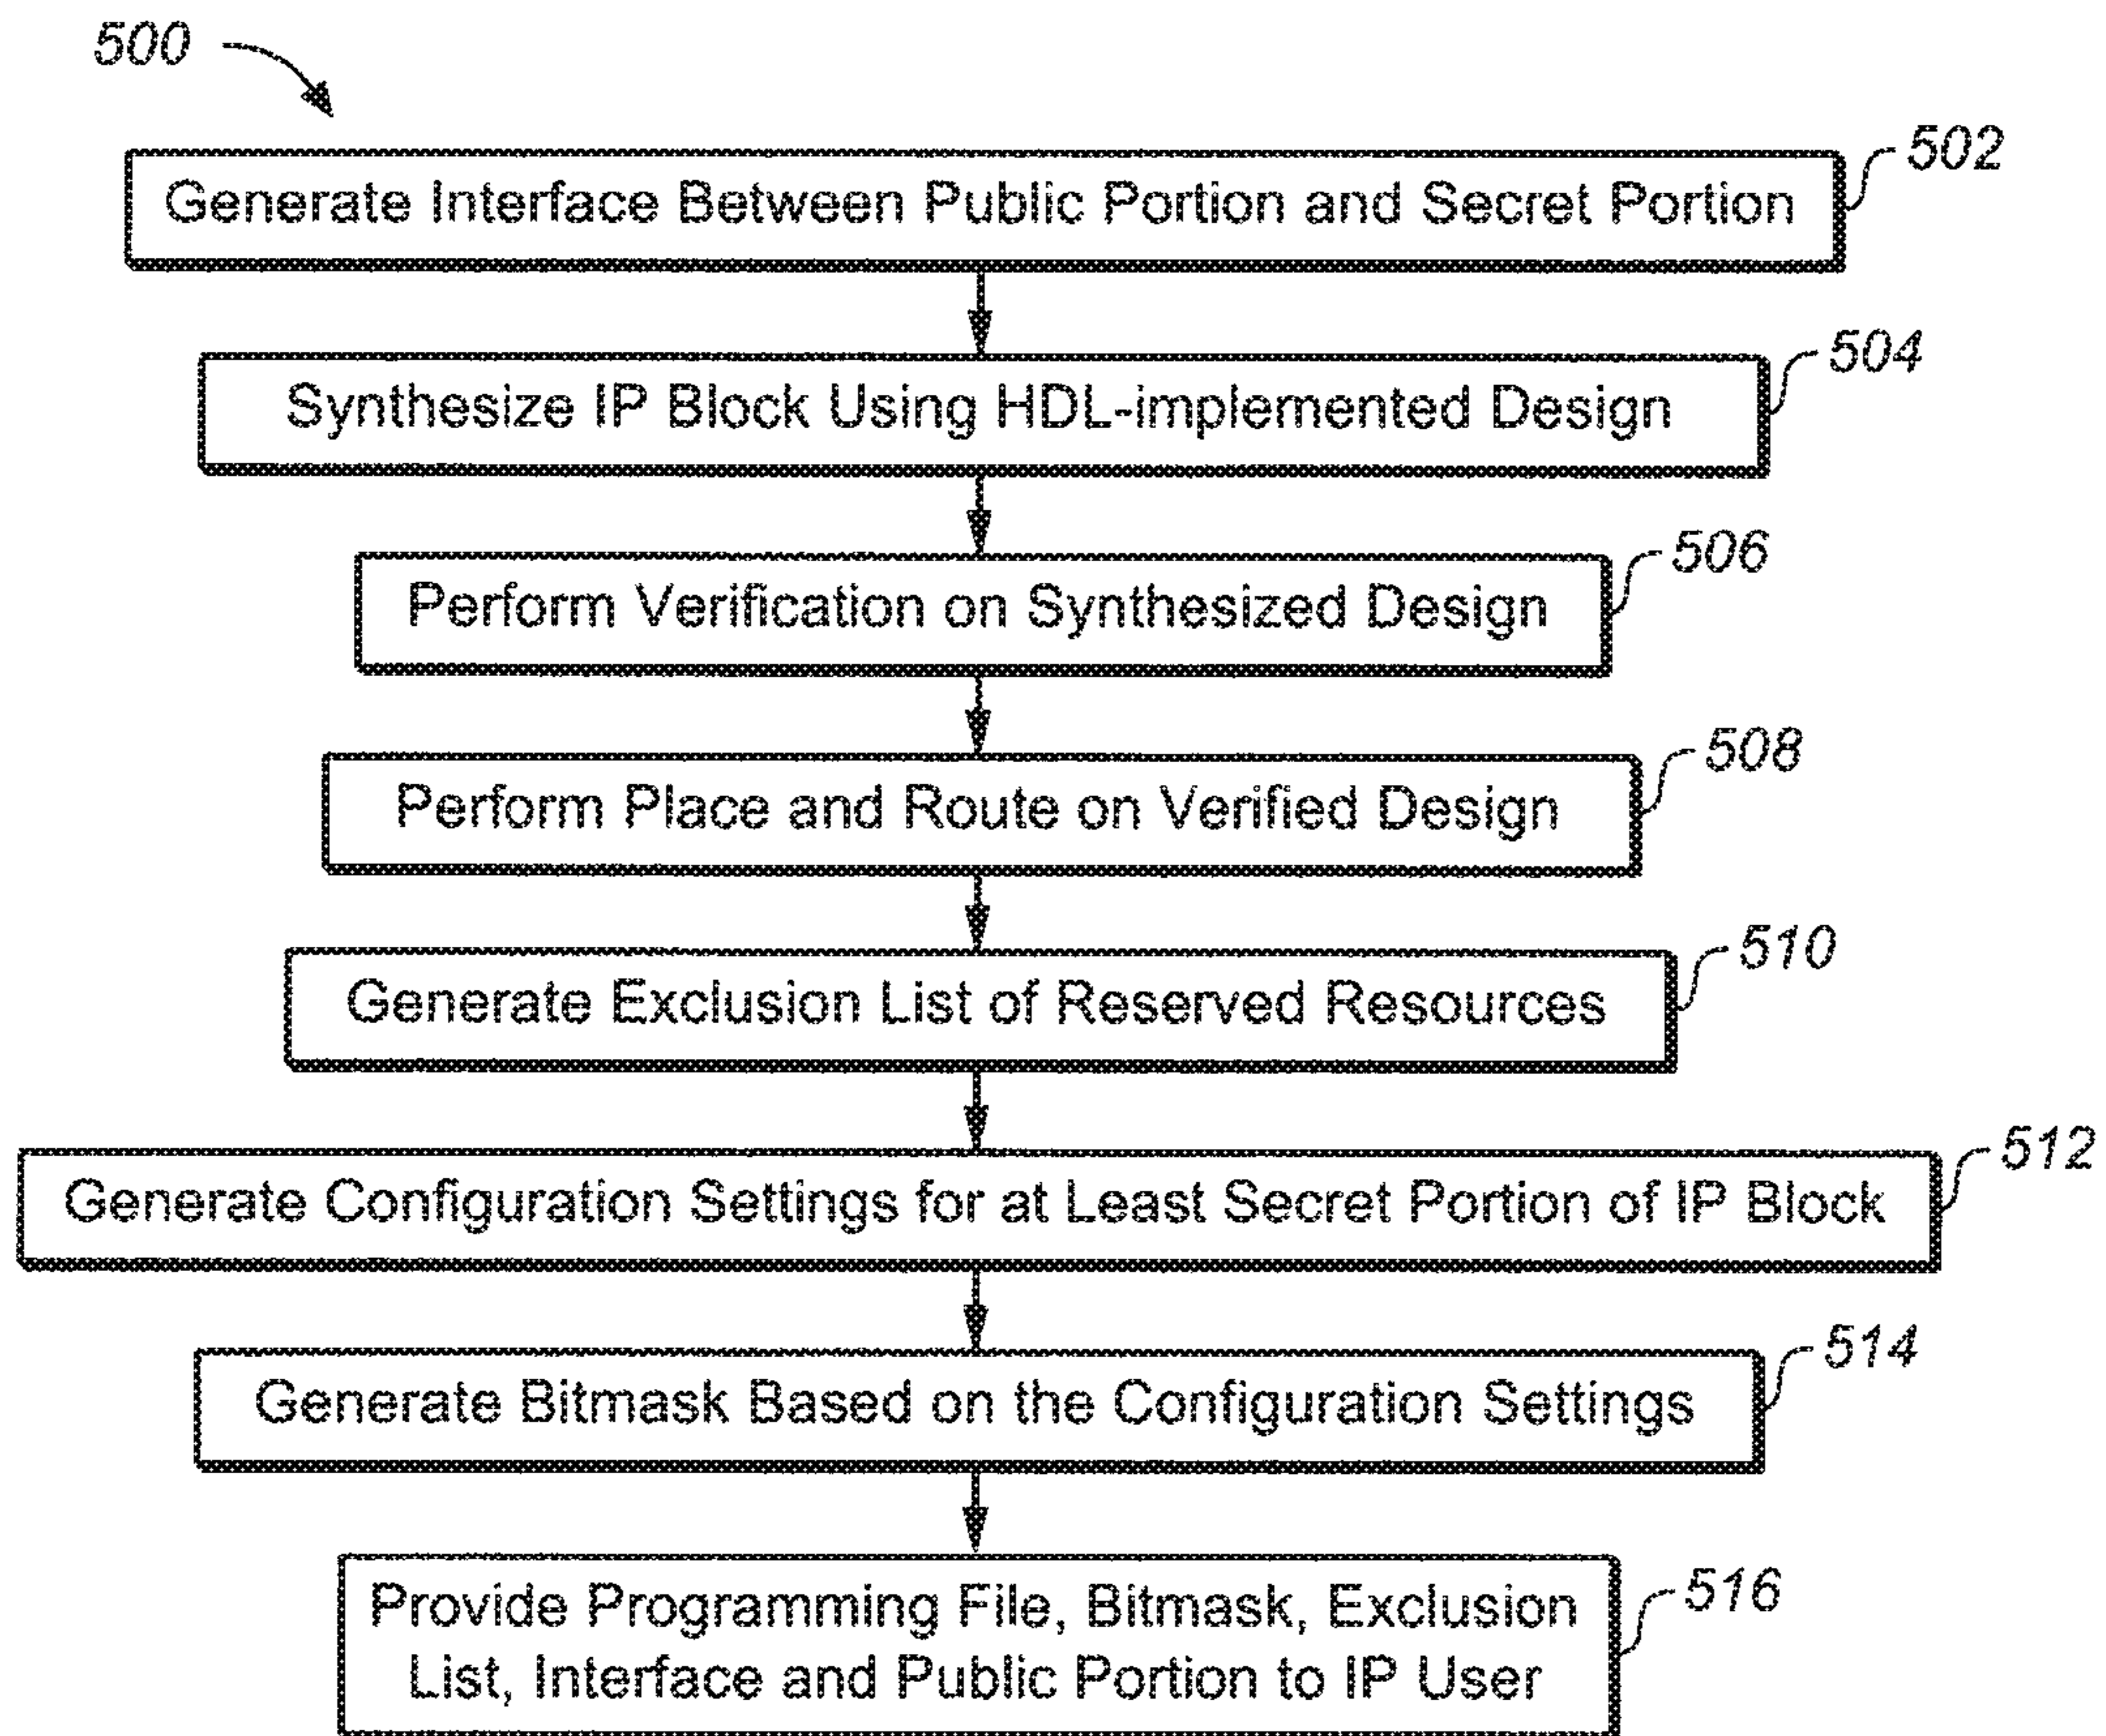 500
502
Generate Interface Between Public Portion and Secret Portion
504
Synthesize IP Block Using HDL-implemented Design
506
Perform Verification on Synthesized Design
508
Perform Place and Route on Verified Design
510
Generate Exclusion List of Reserved Resources
512
Generate Configuration Settings for at Least Secret Portion of IP Block
514
Generate Bitmask Based on the Configuration Settings
516
Provide Programming File, Bitmask, Exclusion
List, Interface and Public Portion to IP User